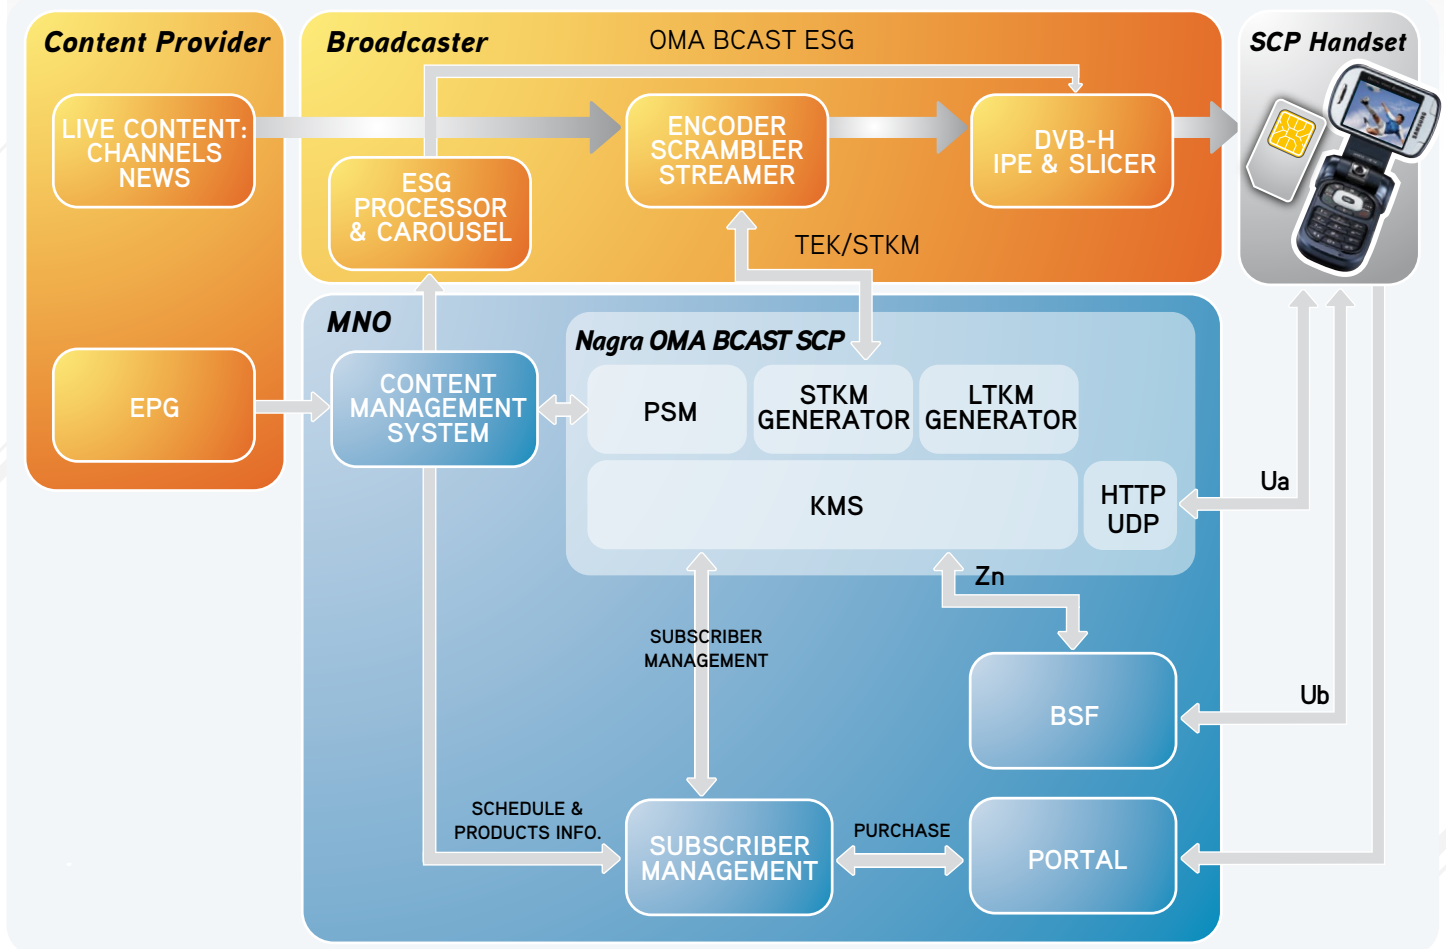 Content Provider
Broadcaster
OMA BCAST ESG
SCP Handset
LIVE CONTENT:
CHANNELS
NEWS
ENCODER
SCRAMBLER
STREAMER
DVB-H
IPE & SLICER
SAMSUNG
ESG
PROCESSOR
& CAROUSEL
TEK/STKM
MNO
Nagra OMA BCAST SCP
EPG
CONTENT
MANAGEMENT
SYSTEM
PSM
STKM
GENERATOR
LTKM
GENERATOR
KMS
HTTP
UDP
Ua
Zn
SUBSCRIBER
MANAGEMENT
BSF
Ub
SCHEDULE &
PRODUCTS INFO.
SUBSCRIBER
MANAGEMENT
PURCHASE
PORTAL